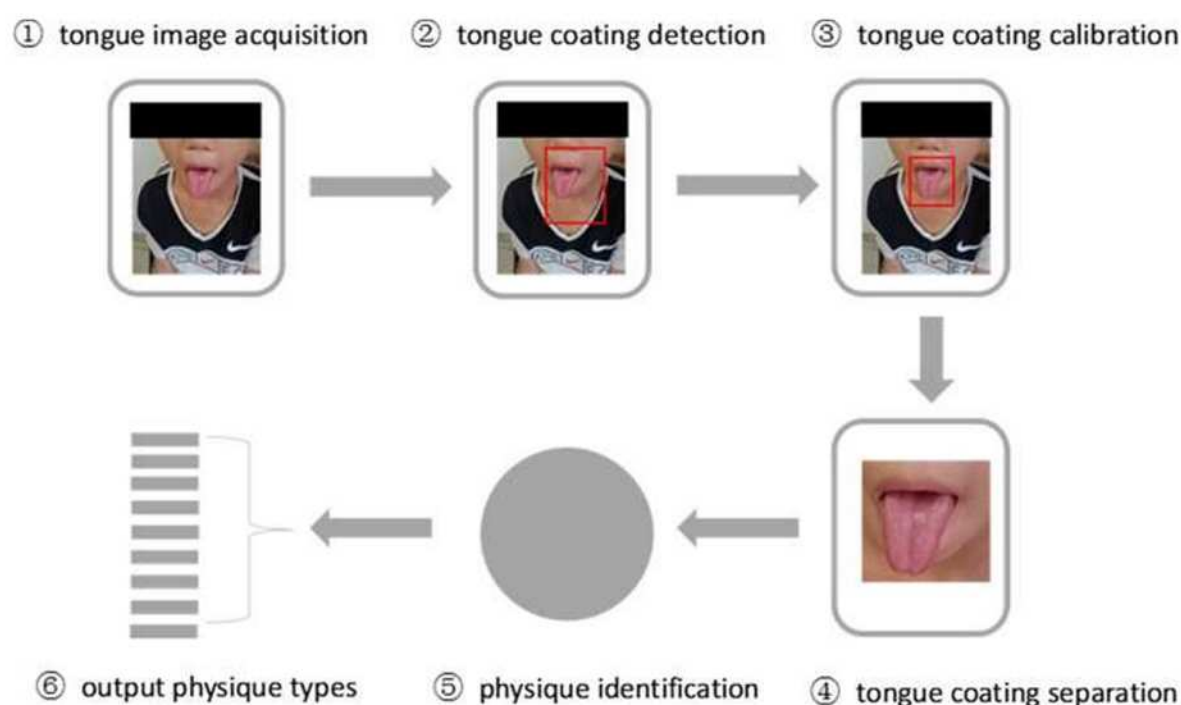 ① tongue image acquisition
② tongue coating detection
③ tongue coating calibration
⑥ output physique types
⑤ physique identification
④ tongue coating separation